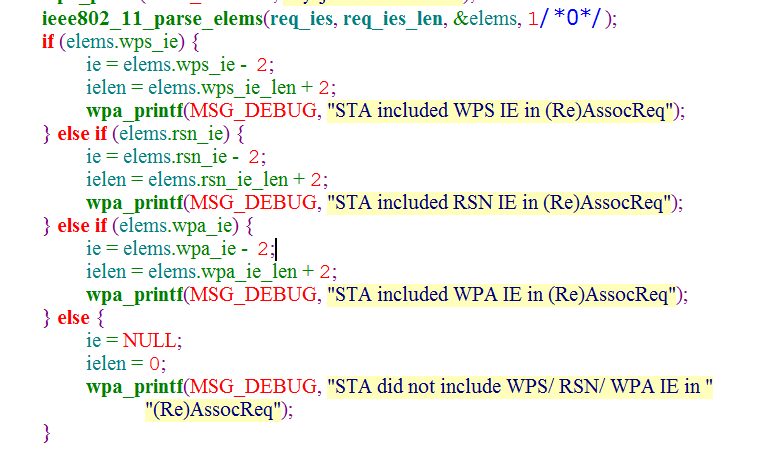 ieee802_11_parse_elems(req_ies, req_ies_len, &elems, 1/*0*/);
if (elems.wps_ie) {
ie = elems.wps_ie - 2;
ielen = elems.wps_ie_len + 2;
wpa_printf(MSG_DEBUG, "STA included WPS IE in (Re)AssocReq");
} else if (elems.rsn_ie) {
ie = elems.rsn_ie - 2;
ielen = elems.rsn_ie_len + 2;
wpa_printf(MSG_DEBUG, "STA included RSN IE in (Re)AssocReq");
} else if (elems.wpa_ie) {
ie = elems.wpa_ie - 2;
ielen = elems.wpa_ie_len + 2;
wpa_printf(MSG_DEBUG, "STA included WPA IE in (Re)AssocReq");
} else {
ie = NULL;
ielen = 0;
wpa_printf(MSG_DEBUG, "STA did not include WPS/ RSN/ WPA IE in "
"(Re)AssocReq");
}